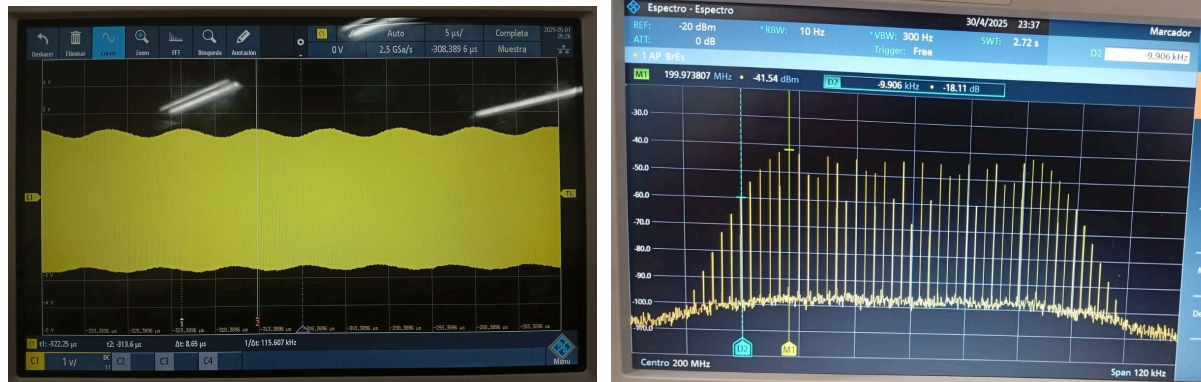 Auto
5 µs/
Completa
2025-05-01
0 V
2.5 GSa/s
-308,389 6 µs
Muestra
Deshacer
Eliminar
Zoom
FFT
Búsqueda
Anotación
C1
TL
t1: -322.25 µs
t2: -313.6 µs
Δt: 8.65 µs
1/Δt: 115.607 kHz
C1
1 V/
DC
C2
C3
C4
Menu
Espectro - Espectro
30/4/2025 23:37
REF: -20 dBm
*RBW: 10 Hz
*VBW: 300 Hz
SWT: 2.72 s
Marcador
ATT: 0 dB
Trigger: Free
D2
-9.906 kHz
M1 199.973807 MHz • -41.54 dBm
D2 -9.906 kHz • -18.11 dB
-30.0
-40.0
-50.0
-60.0
-70.0
-80.0
-90.0
-100.0
D2
M1
Centro 200 MHz
Span 120 kHz